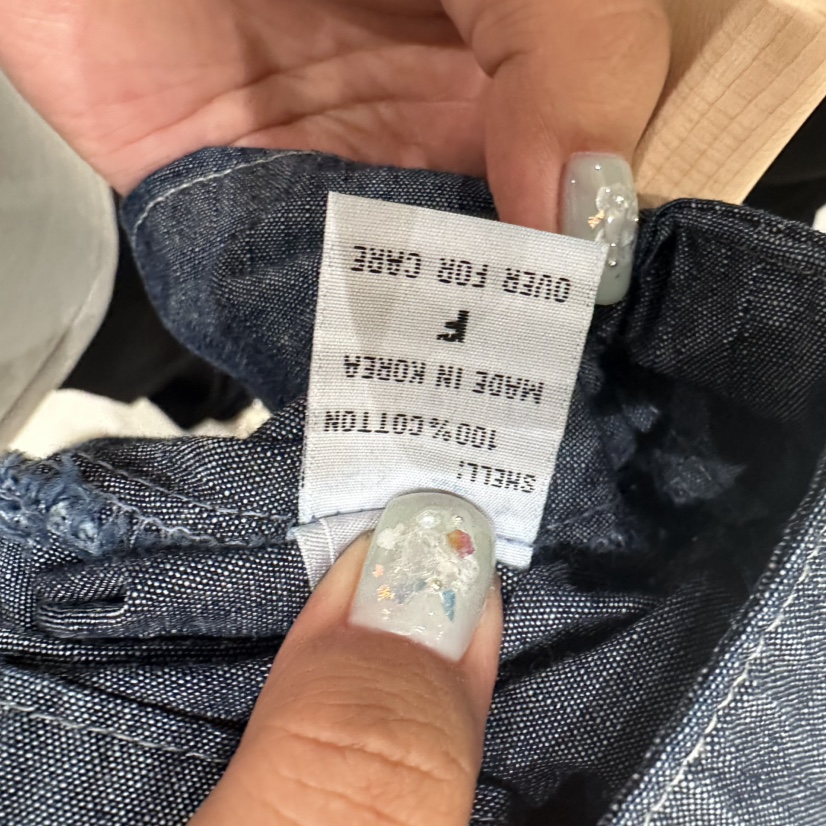 SHELL:
100% COTTON
MADE IN KOREA
F
OVER FOR CARE